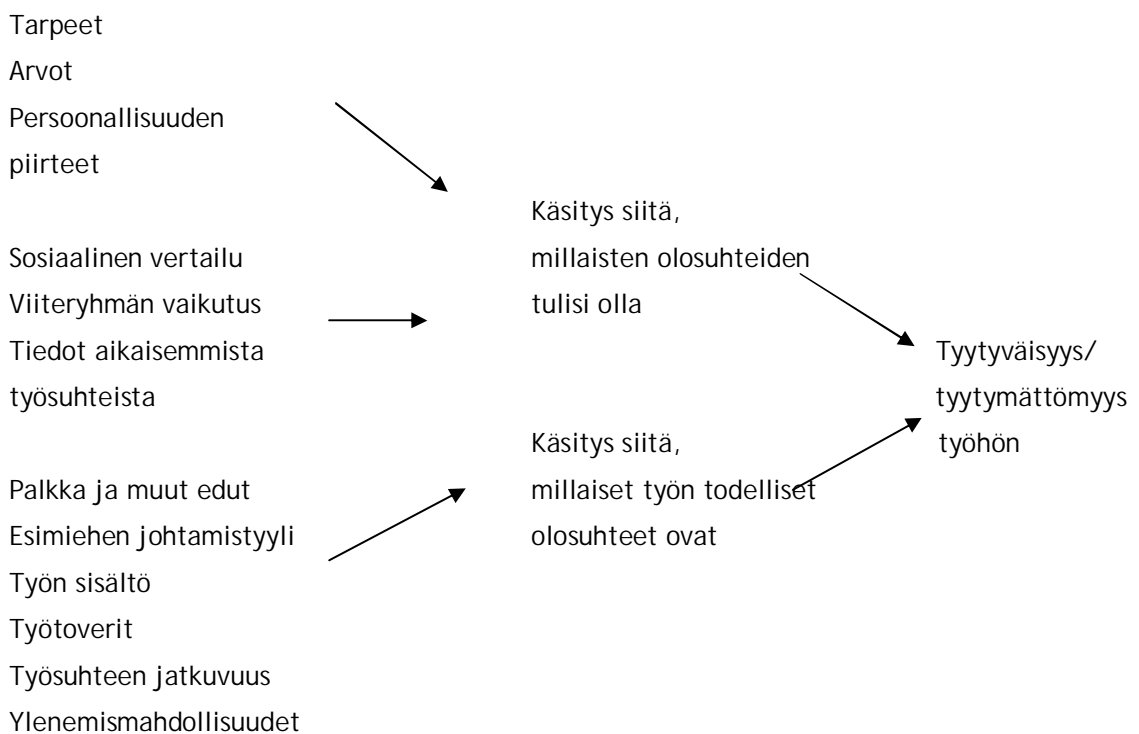 Tarpeet
Arvot
Persoonallisuuden
piirteet
Sosiaalinen vertailu
Viiteryhmän vaikutus
Tiedot aikaisemmista
työsuhteista
Palkka ja muut edut
Esimiehen johtamistyyli
Työn sisältö
Työtoverit
Työsuhteen jatkuvuus
Ylenemismahdollisuudet
Käsitys siitä,
millaisten olosuhteiden
tulisi olla
Käsitys siitä,
millaiset työn todelliset
olosuhteet ovat
Tyytyväisyys/
tyytymättömyys
työhön